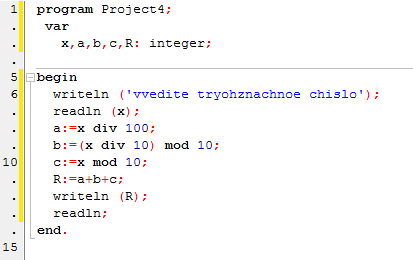 1 program Project4;
. var
. x,a,b,c,R: integer;
.
5 begin
6 writeln ('vvedite tryohznachnoe chislo');
. readln (x);
. a:=x div 100;
. b:=(x div 10) mod 10;
10 c:=x mod 10;
. R:=a+b+c;
. writeln (R);
. readln;
. end.
15